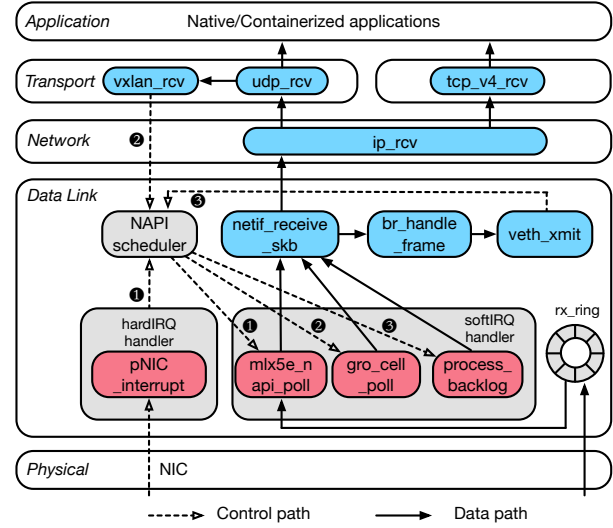 Application
Native/Containerized applications
Transport
vxlan_rcv
udp_rcv
tcp_v4_rcv
❷
Network
ip_rcv
Data Link
❸
NAPI
scheduler
netif_receive
_skb
br_handle
_frame
veth_xmit
❶
hardIRQ
handler
pNIC
_interrupt
❶
❷
❸
softIRQ
handler
mlx5e_n
api_poll
gro_cell
_poll
process_
backlog
rx_ring
Physical
NIC
Control path
Data path